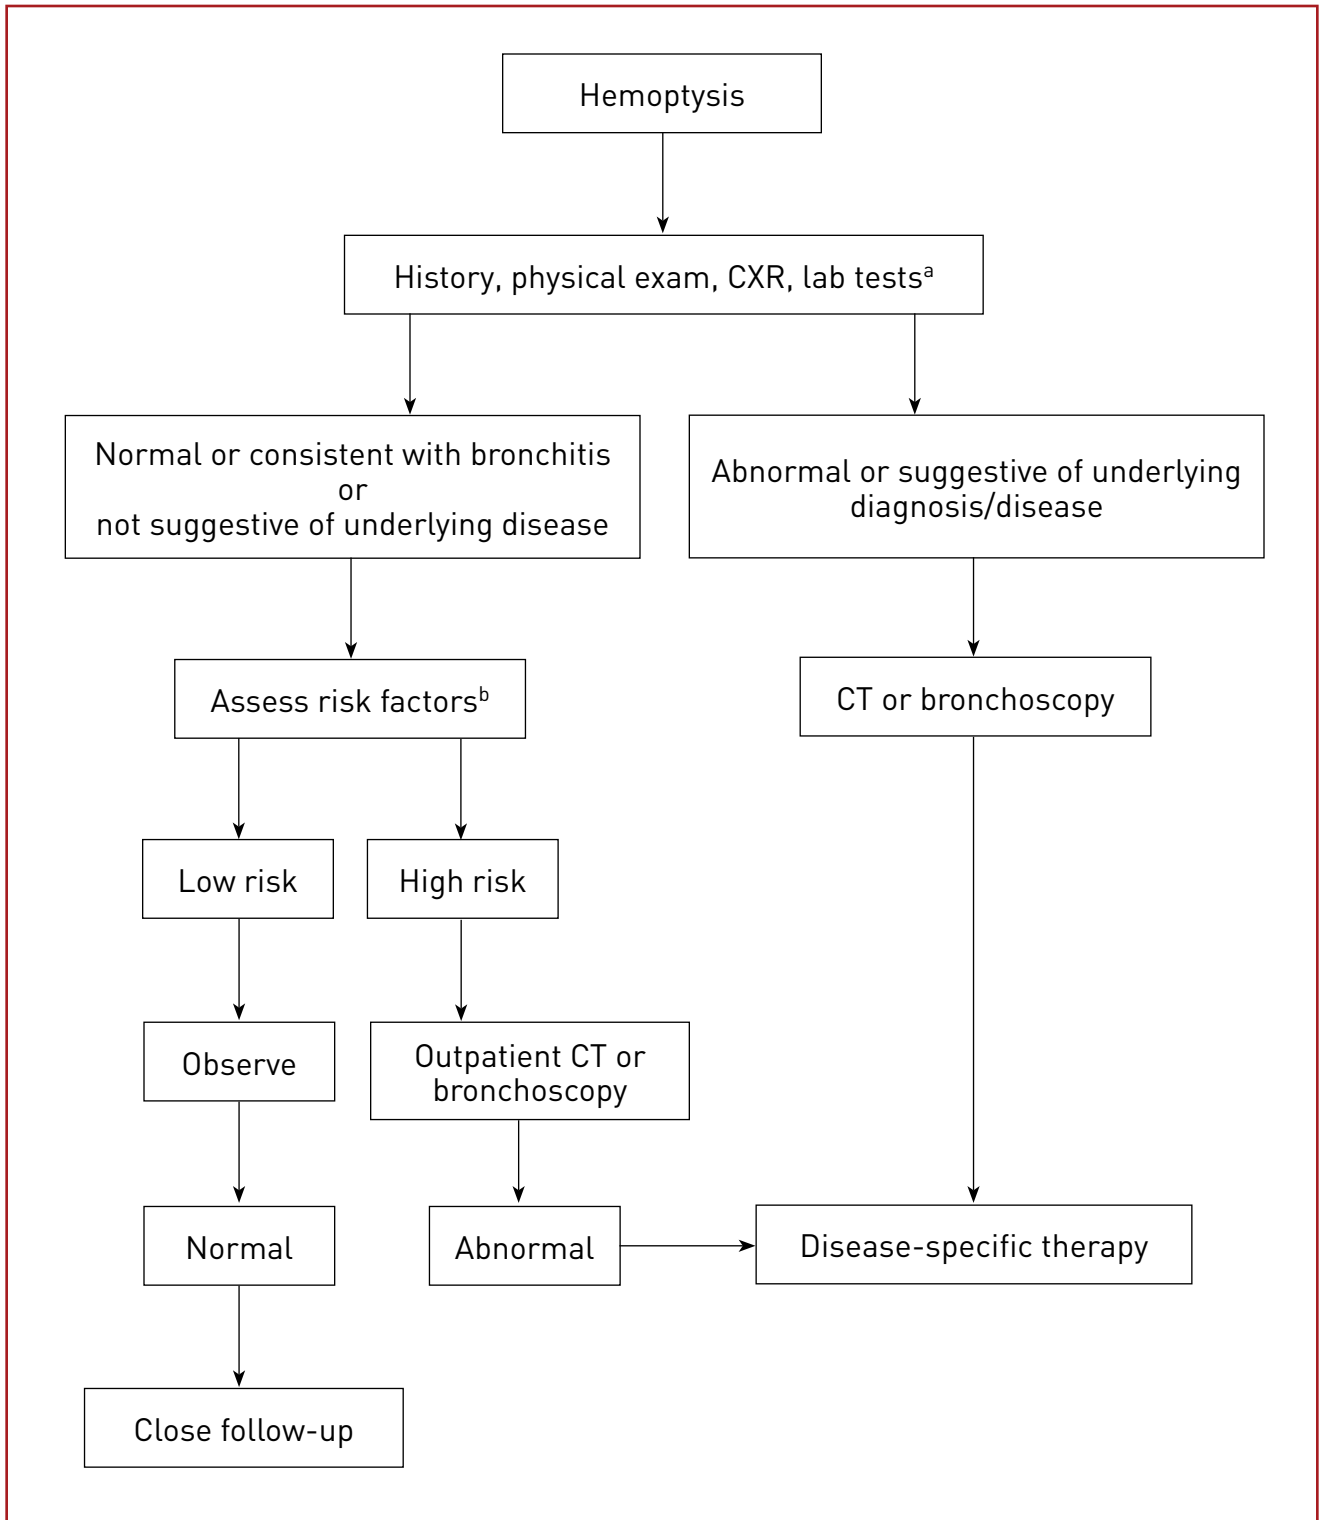 Hemoptysis
History, physical exam, CXR, lab testsᵃ
Normal or consistent with bronchitis
or
not suggestive of underlying disease
Abnormal or suggestive of underlying
diagnosis/disease
Assess risk factorsᵇ
CT or bronchoscopy
Low risk
High risk
Observe
Outpatient CT or
bronchoscopy
Normal
Abnormal
Disease-specific therapy
Close follow-up